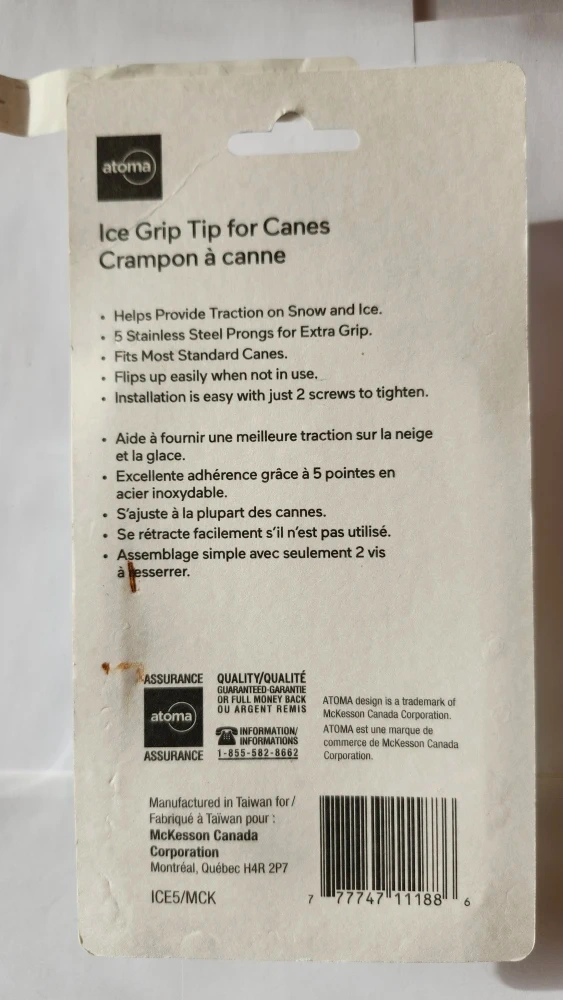 atoma
Ice Grip Tip for Canes
Crampon à canne
• Helps Provide Traction on Snow and Ice.
• 5 Stainless Steel Prongs for Extra Grip.
• Fits Most Standard Canes.
• Flips up easily when not in use.
• Installation is easy with just 2 screws to tighten.
• Aide à fournir une meilleure traction sur la neige
et la glace.
• Excellente adhérence grâce à 5 pointes en
acier inoxydable.
• S'ajuste à la plupart des cannes.
• Se rétracte facilement s'il n'est pas utilisé.
• Assemblage simple avec seulement 2 vis
à resserrer.
ASSURANCE
atoma
ASSURANCE
QUALITY/QUALITÉ
GUARANTEED-GARANTIE
OR FULL MONEY BACK
OU ARGENT REMIS
INFORMATION/
INFORMATIONS
1-855-582-8662
ATOMA design is a trademark of
McKesson Canada Corporation.
ATOMA est une marque de
commerce de McKesson Canada
Corporation.
Manufactured in Taiwan for /
Fabriqué à Taïwan pour :
McKesson Canada
Corporation
Montréal, Québec H4R 2P7
ICE5/MCK
7 77747 11188 6